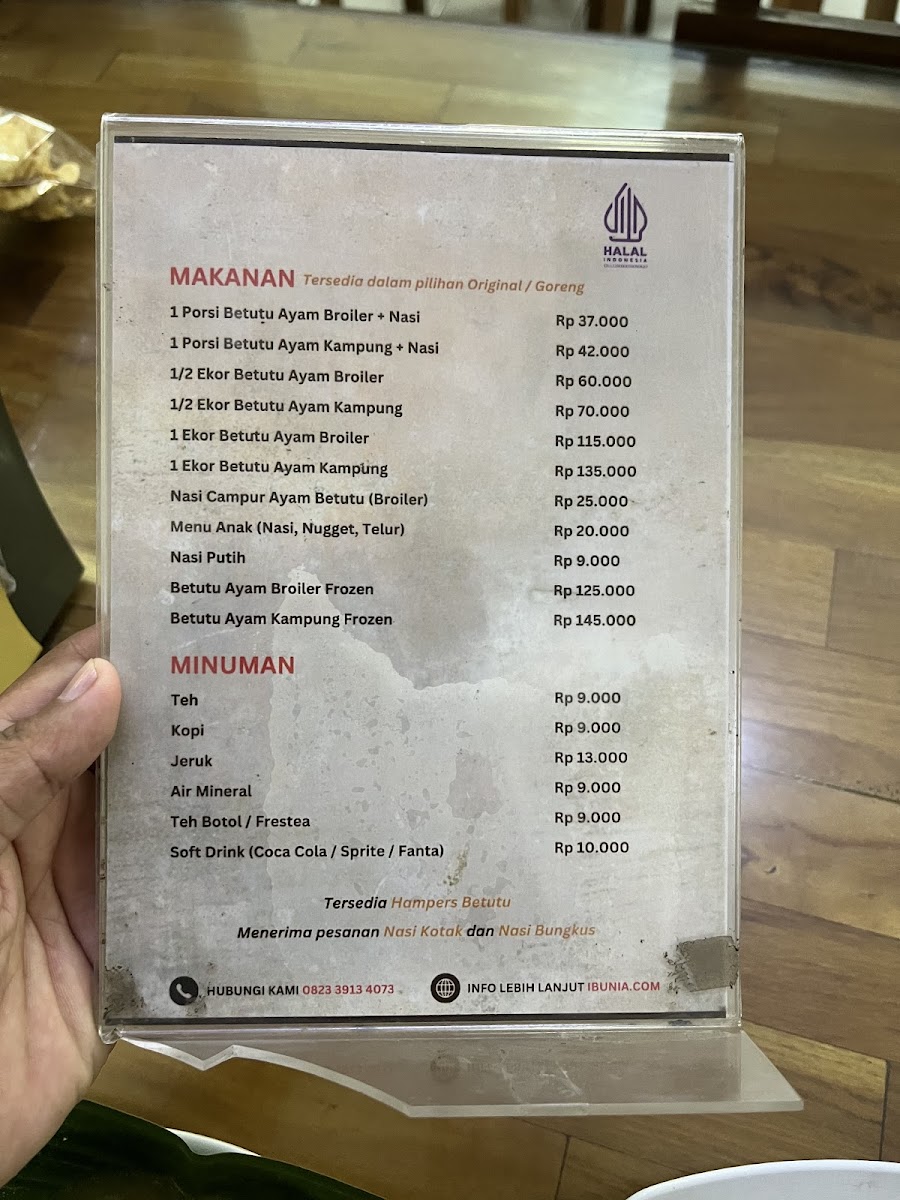 HALAL
INDONESIA
MAKANAN Tersedia dalam pilihan Original / Goreng
1 Porsi Betutu Ayam Broiler + Nasi Rp 37.000
1 Porsi Betutu Ayam Kampung + Nasi Rp 42.000
1/2 Ekor Betutu Ayam Broiler Rp 60.000
1/2 Ekor Betutu Ayam Kampung Rp 70.000
1 Ekor Betutu Ayam Broiler Rp 115.000
1 Ekor Betutu Ayam Kampung Rp 135.000
Nasi Campur Ayam Betutu (Broiler) Rp 25.000
Menu Anak (Nasi, Nugget, Telur) Rp 20.000
Nasi Putih Rp 9.000
Betutu Ayam Broiler Frozen Rp 125.000
Betutu Ayam Kampung Frozen Rp 145.000
MINUMAN
Teh Rp 9.000
Kopi Rp 9.000
Jeruk Rp 13.000
Air Mineral Rp 9.000
Teh Botol / Frestea Rp 9.000
Soft Drink (Coca Cola / Sprite / Fanta) Rp 10.000
Tersedia Hampers Betutu
Menerima pesanan Nasi Kotak dan Nasi Bungkus
HUBUNGI KAMI 0823 3913 4073 INFO LEBIH LANJUT IBUNIA.COM